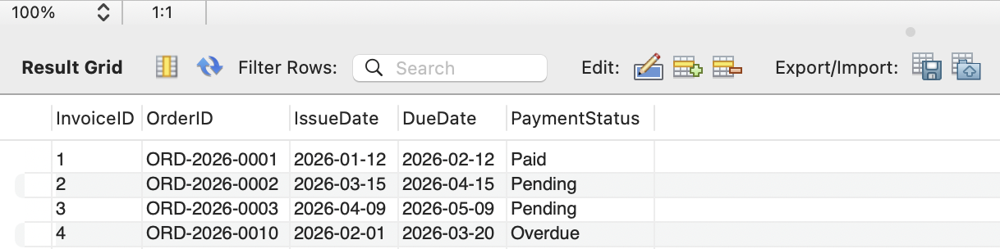 100% 1:1
Result Grid Filter Rows: Search Edit: Export/Import:
InvoiceID OrderID IssueDate DueDate PaymentStatus
1 ORD-2026-0001 2026-01-12 2026-02-12 Paid
2 ORD-2026-0002 2026-03-15 2026-04-15 Pending
3 ORD-2026-0003 2026-04-09 2026-05-09 Pending
4 ORD-2026-0010 2026-02-01 2026-03-20 Overdue